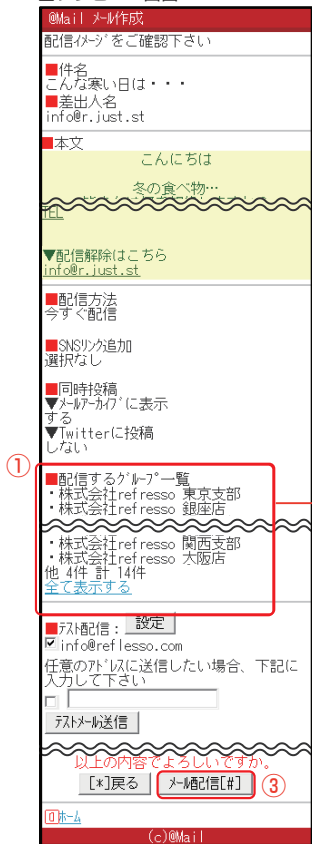 @Mail ﾒｰﾙ作成
配信ｲﾒｰｼﾞをご確認下さい
■件名
こんな寒い日は・・・
■差出人名
info@r.just.st
■本文
こんにちは
冬の食べ物…
TEL
▼配信解除はこちら
info@r.just.st
■配信方法
今すぐ配信
■SNSﾘﾝｸ追加
選択なし
■同時投稿
▼ﾒｰﾙｱｰｶｲﾌﾞに表示
する
▼Twitterに投稿
しない
①
■配信するｸﾞﾙｰﾌﾟ一覧
・株式会社refresso 東京支部
・株式会社refresso 銀座店
・株式会社refresso 関西支部
・株式会社refresso 大阪店
他 4件 計 14件
全て表示する
■ﾃｽﾄ配信： 設定
info@reflesso.com
任意のｱﾄﾞﾚｽに送信したい場合、下記に
入力して下さい
ﾃｽﾄﾒｰﾙ送信
以上の内容でよろしいですか。
[*]戻る ﾒｰﾙ配信[#] ③
0 ﾎｰﾑ
(c)@Mail